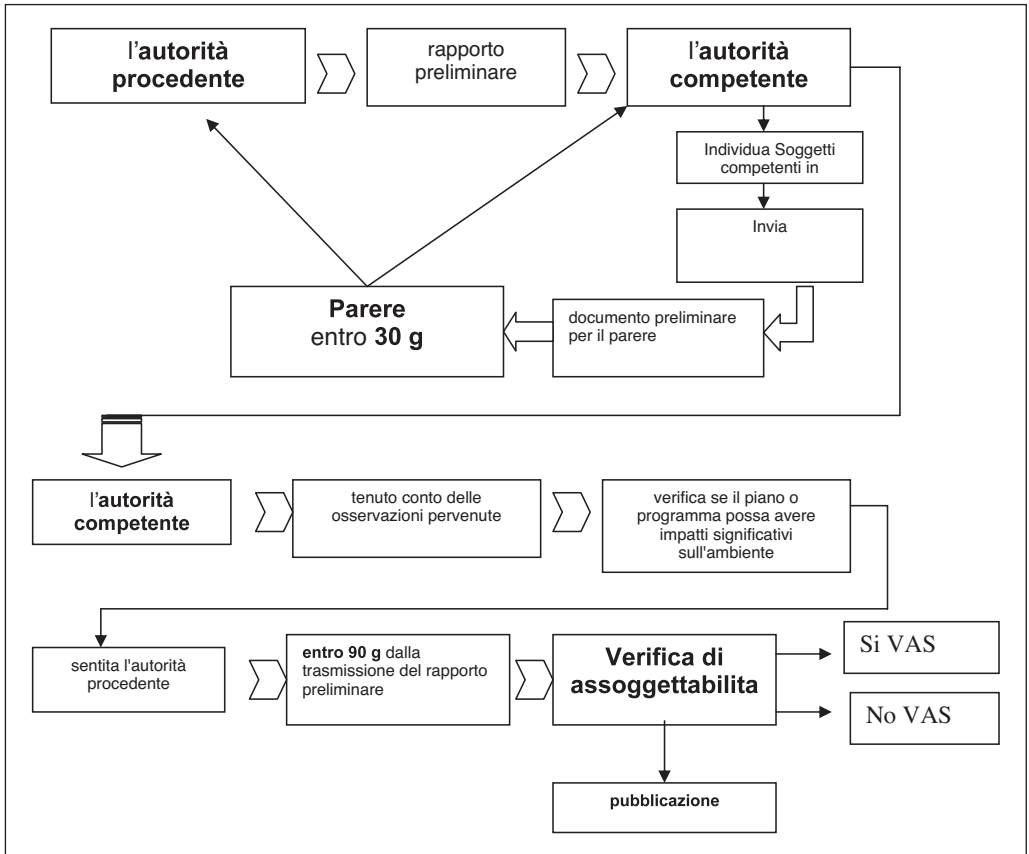 l'autorità
procedente
rapporto
preliminare
l'autorità
competente
Individua Soggetti
competenti in
Invia
documento preliminare
per il parere
Parere
entro 30 g
l'autorità
competente
tenuto conto delle
osservazioni pervenute
verifica se il piano o
programma possa avere
impatti significativi
sull'ambiente
sentita l'autorità
procedente
entro 90 g dalla
trasmissione del rapporto
preliminare
Verifica di
assoggettabilita
Si VAS
No VAS
pubblicazione